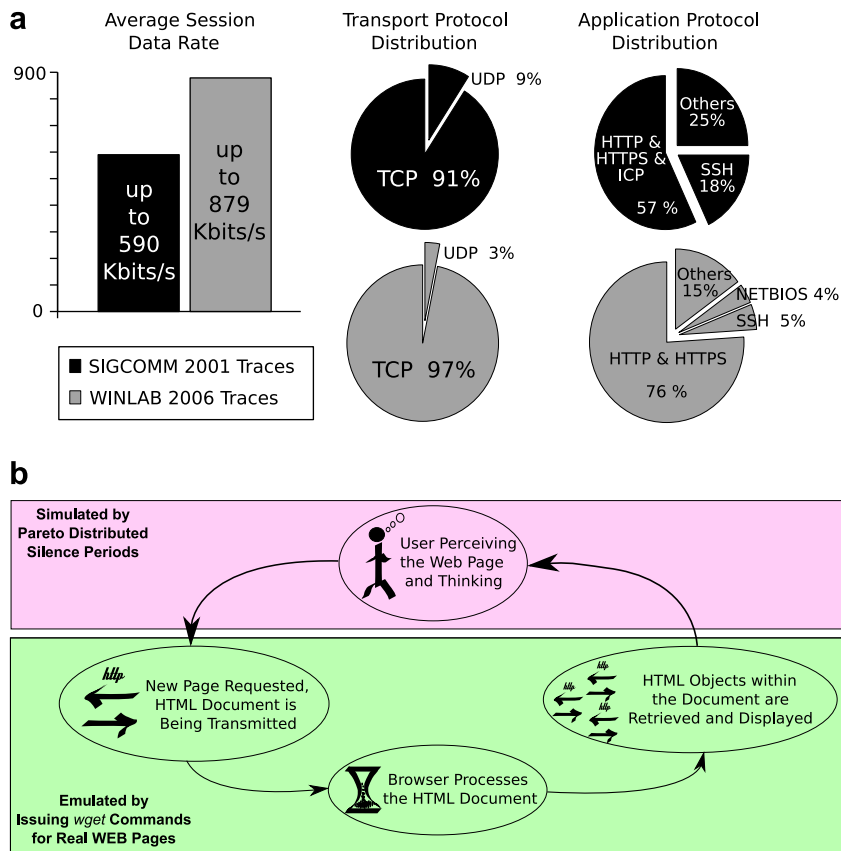 a
Average Session
Data Rate
Transport Protocol
Distribution
Application Protocol
Distribution
900
0
up
to
590
Kbits/s
up
to
879
Kbits/s
UDP 9%
TCP 91%
Others
25%
HTTP &
HTTPS &
ICP
57 %
SSH
18%
UDP 3%
TCP 97%
Others
15%
NETBIOS 4%
SSH 5%
HTTP & HTTPS
76 %
SIGCOMM 2001 Traces
WINLAB 2006 Traces
b
Simulated by
Pareto Distributed
Silence Periods
User Perceiving
the Web Page
and Thinking
http
New Page Requested,
HTML Document is
Being Transmitted
http
http
http
HTML Objects within
the Document are
Retrieved and Displayed
Browser Processes
the HTML Document
Emulated by
Issuing wget Commands
for Real WEB Pages